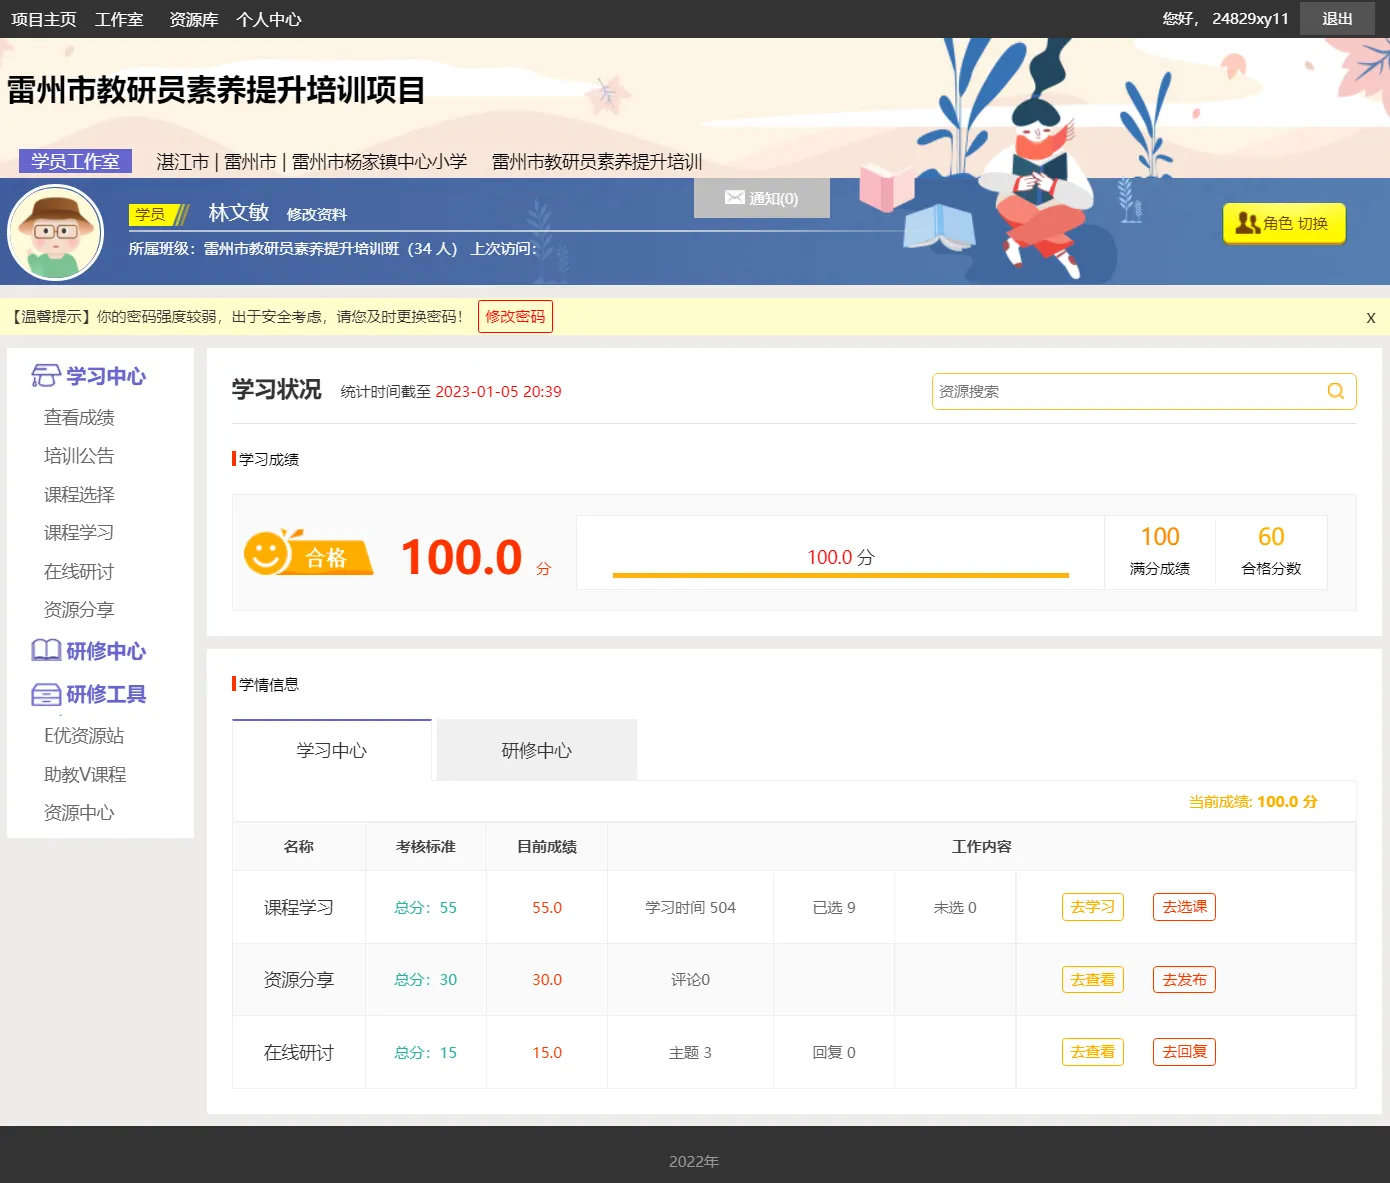 项目主页 工作室 资源库 个人中心 您好， 24829xy11 退出
雷州市教研员素养提升培训项目
学员工作室 湛江市 | 雷州市 | 雷州市杨家镇中心小学 雷州市教研员素养提升培训
通知(0)
学员 林文敏 修改资料
角色 切换
所属班级：雷州市教研员素养提升培训班（34 人） 上次访问：
【温馨提示】你的密码强度较弱，出于安全考虑，请您及时更换密码！ 修改密码 X
学习中心
查看成绩
培训公告
课程选择
课程学习
在线研讨
资源分享
研修中心
研修工具
E优资源站
助教V课程
资源中心
学习状况 统计时间截至 2023-01-05 20:39 资源搜索
学习成绩
合格 100.0 分 100.0 分
100 60
满分成绩 合格分数
学情信息
学习中心 研修中心
当前成绩: 100.0 分
名称 考核标准 目前成绩 工作内容
课程学习 总分：55 55.0 学习时间 504 已选 9 未选 0 去学习 去选课
资源分享 总分：30 30.0 评论0 去查看 去发布
在线研讨 总分：15 15.0 主题 3 回复 0 去查看 去回复
2022年